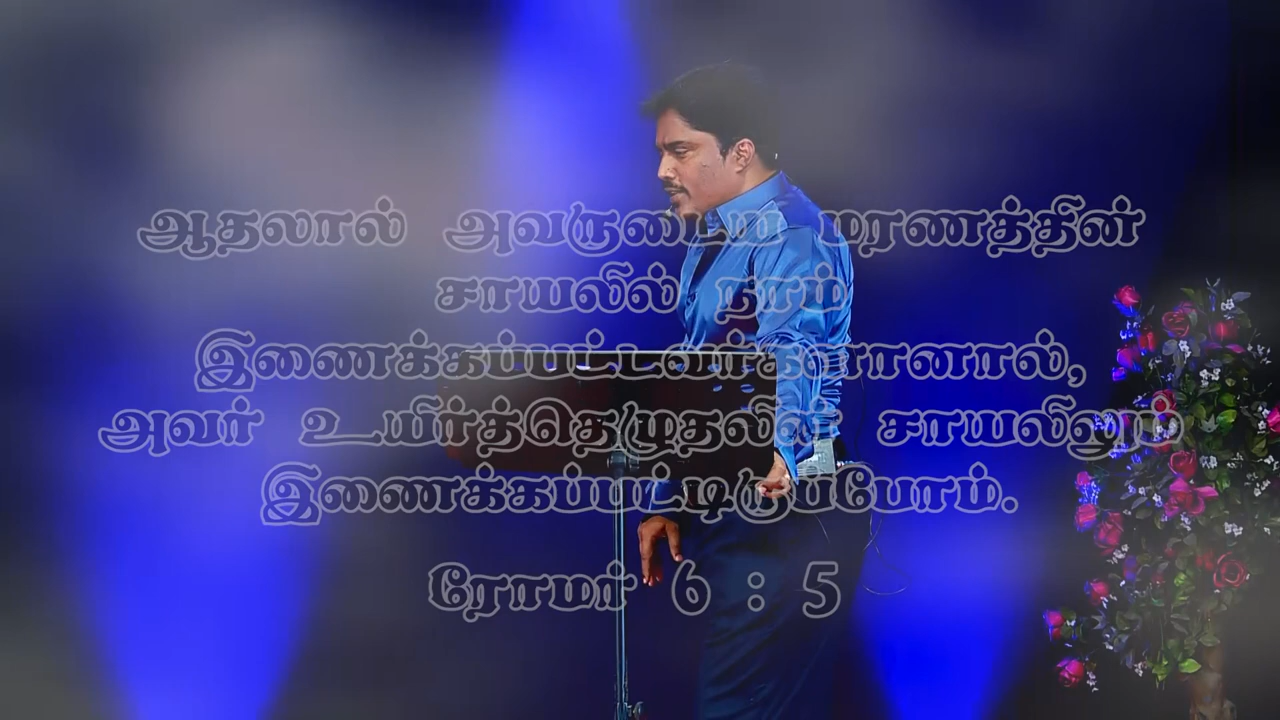 ஆதலால் அவருடைய மரணத்தின்
சாயலில் நாம்
இணைக்கப்பட்டவர்களானால்,
அவர் உயிர்த்தெழுதலின் சாயலிலும்
இணைக்கப்பட்டிருப்போம்.
ரோமர் 6 : 5